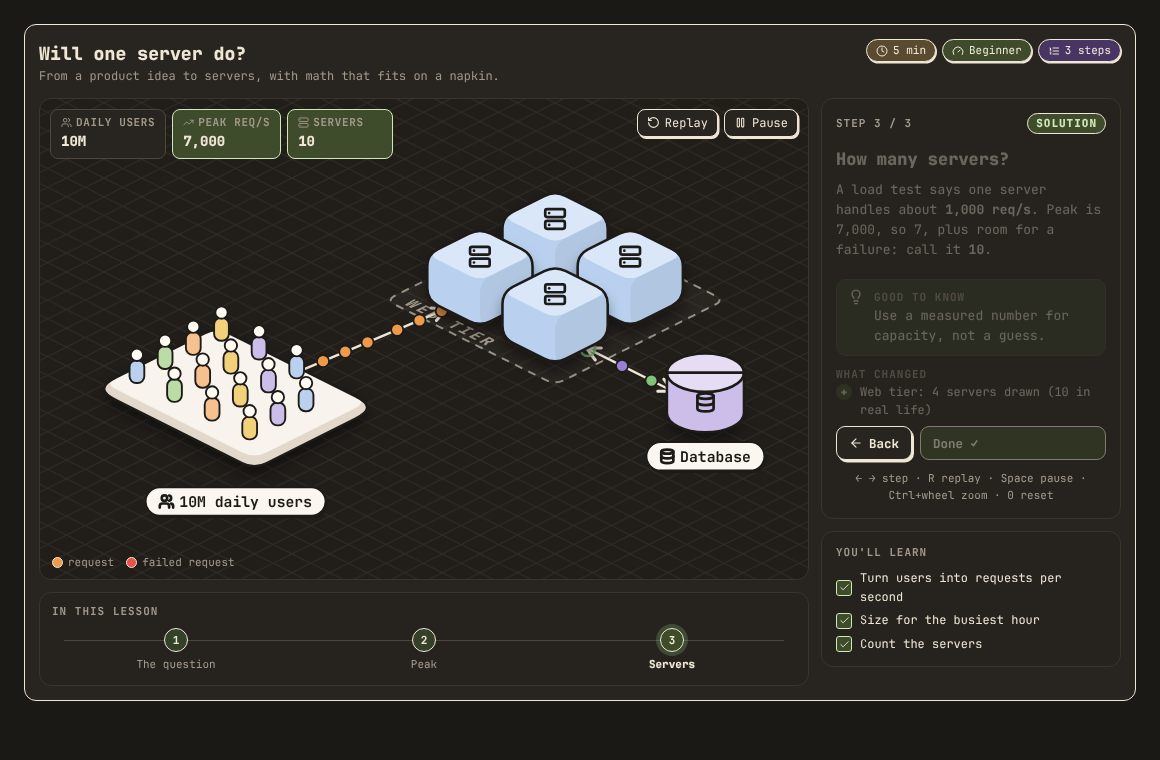 Will one server do?
From a product idea to servers, with math that fits on a napkin.
5 min
Beginner
3 steps
DAILY USERS
10M
PEAK REQ/S
7,000
SERVERS
10
Replay
Pause
WEB TIER
Database
10M daily users
request
failed request
IN THIS LESSON
1
2
3
The question
Peak
Servers
STEP 3 / 3
SOLUTION
How many servers?
A load test says one server
handles about 1,000 req/s. Peak is
7,000, so 7, plus room for a
failure: call it 10.
GOOD TO KNOW
Use a measured number for
capacity, not a guess.
WHAT CHANGED
+ Web tier: 4 servers drawn (10 in
real life)
← Back
Done ✓
← → step · R replay · Space pause ·
Ctrl+wheel zoom · 0 reset
YOU'LL LEARN
Turn users into requests per
second
Size for the busiest hour
Count the servers